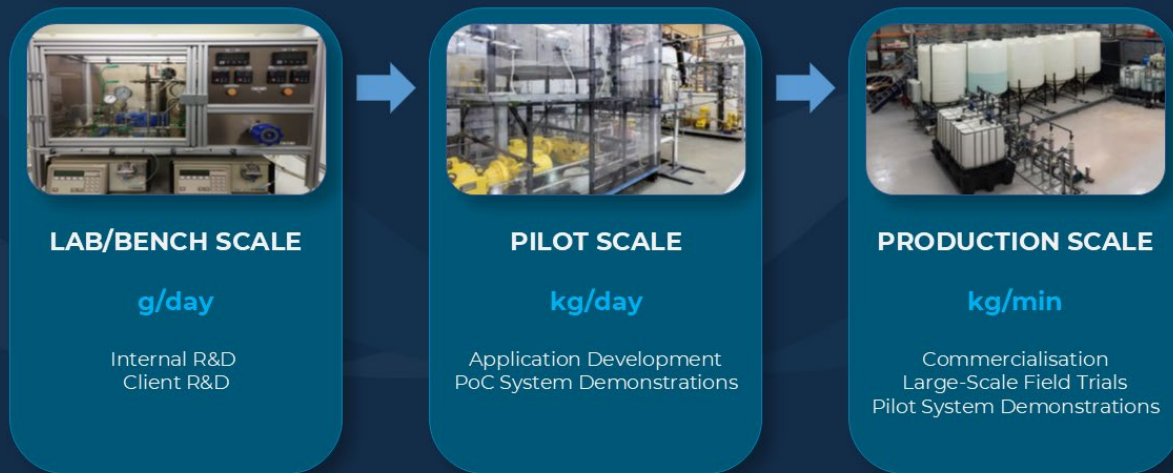 LAB/BENCH SCALE
g/day
Internal R&D
Client R&D
PILOT SCALE
kg/day
Application Development
PoC System Demonstrations
PRODUCTION SCALE
kg/min
Commercialisation
Large-Scale Field Trials
Pilot System Demonstrations